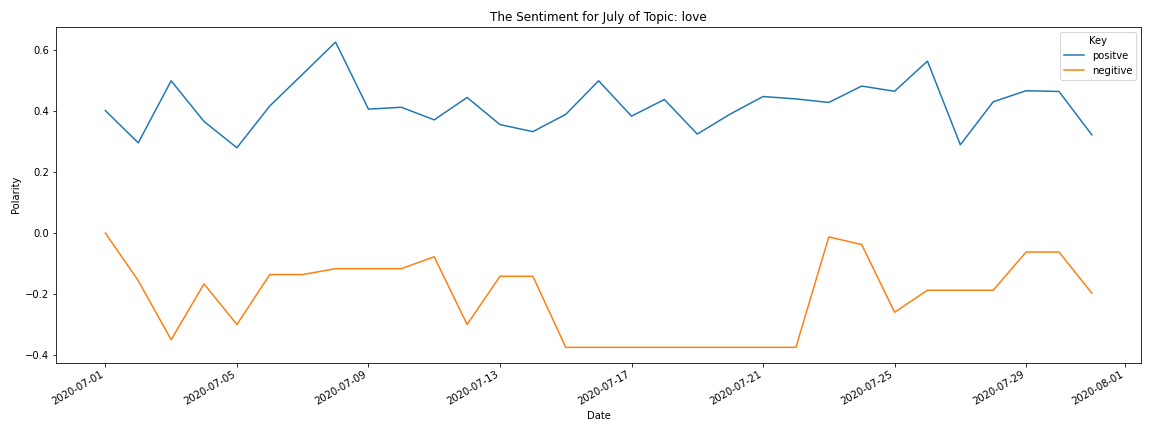 The Sentiment for July of Topic: love
Key
positve
negitive
Polarity
0.6
0.4
0.2
0.0
−0.2
−0.4
2020-07-01
2020-07-05
2020-07-09
2020-07-13
2020-07-17
2020-07-21
2020-07-25
2020-07-29
2020-08-01
Date